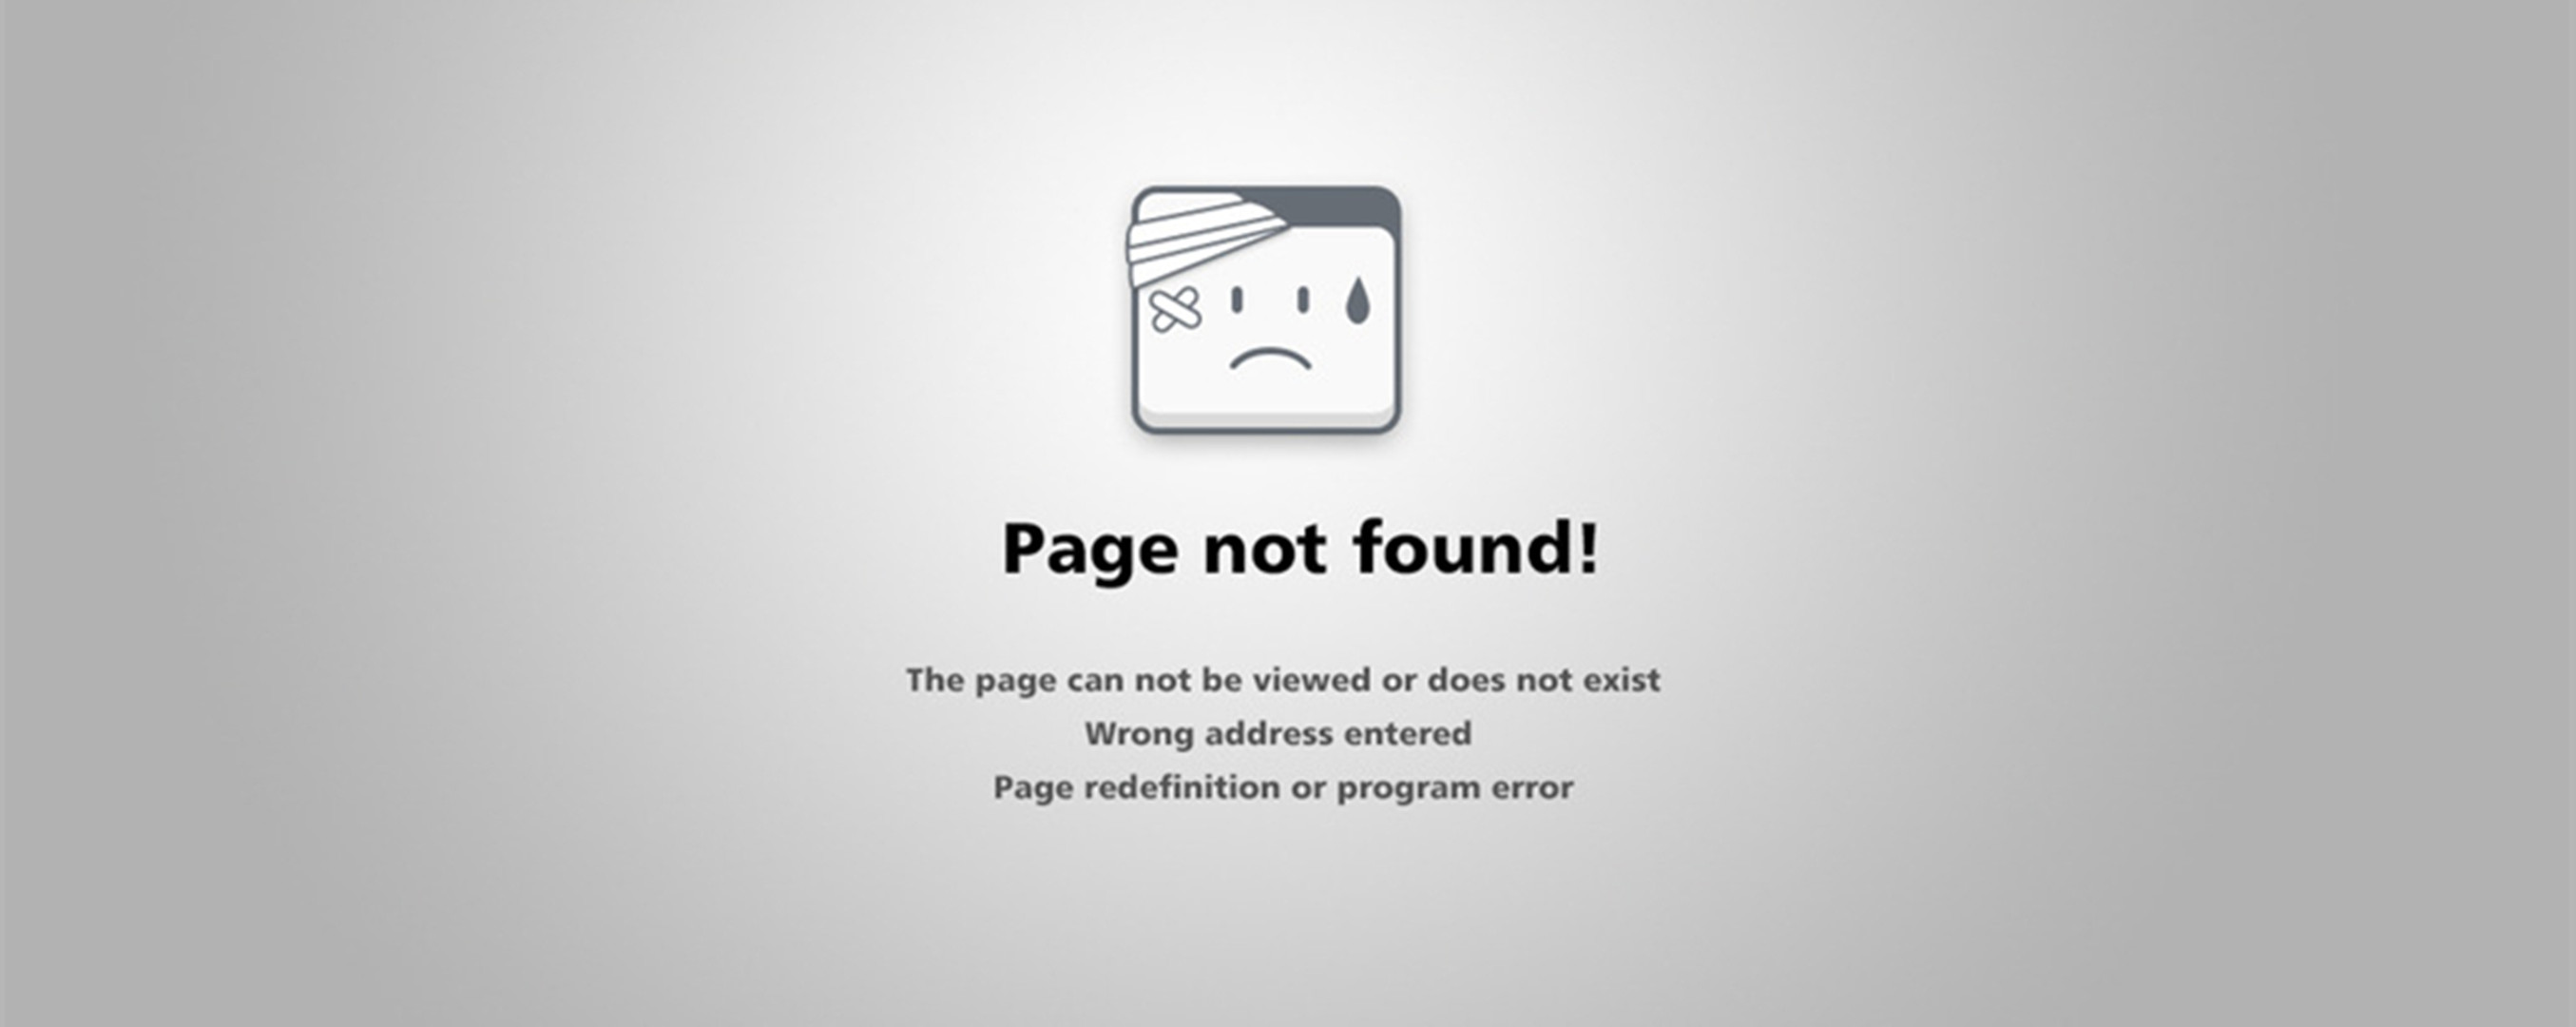 Page not found!
The page can not be viewed or does not exist
Wrong address entered
Page redefinition or program error